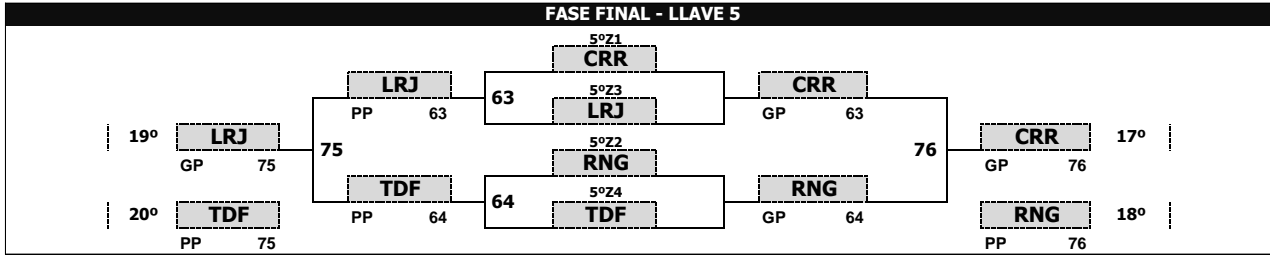 FASE FINAL - LLAVE 5
5ºZ1
CRR
LRJ CRR
63 5ºZ3
PP 63 LRJ GP 63
19º LRJ CRR 17º
75 5ºZ2 76
GP 75 RNG GP 76
TDF RNG
64 5ºZ4
PP 64 TDF GP 64
20º TDF RNG 18º
PP 75 PP 76